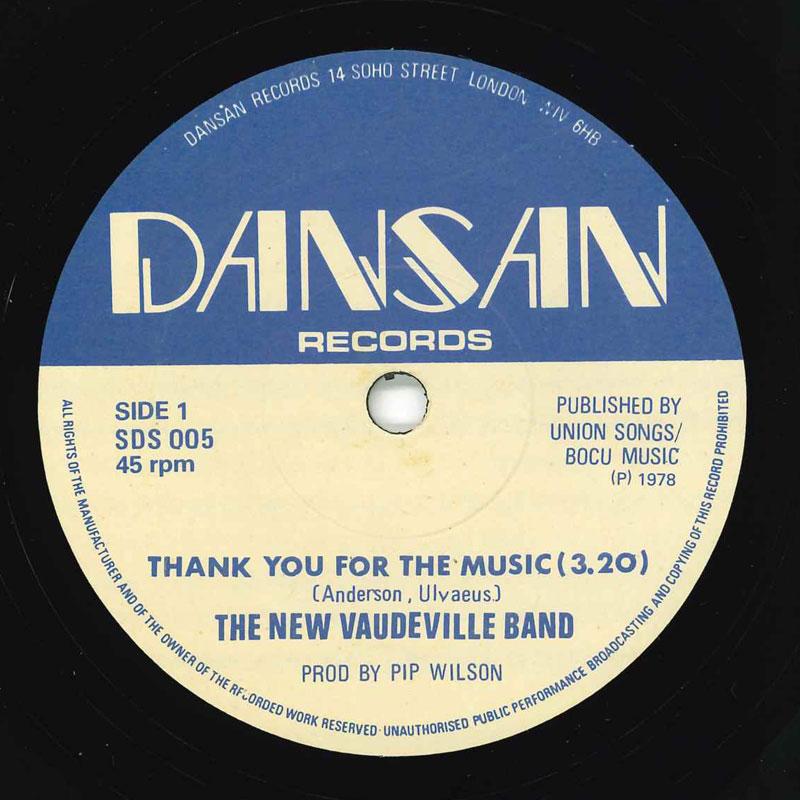 DANSAN RECORDS 14 SOHO STREET LONDON 6HB
DANSAN
RECORDS
SIDE 1
SDS 005
45 rpm
PUBLISHED BY
UNION SONGS/
BOCU MUSIC
(P) 1978
THANK YOU FOR THE MUSIC (3.20)
(Anderson, Ulvaeus.)
THE NEW VAUDEVILLE BAND
PROD BY PIP WILSON
ALL RIGHTS OF THE MANUFACTURER AND OF THE OWNER OF THE RECORDED WORK RESERVED·UNAUTHORISED PUBLIC PERFORMANCE BROADCASTING AND COPYING OF THIS RECORD PROHIBITED